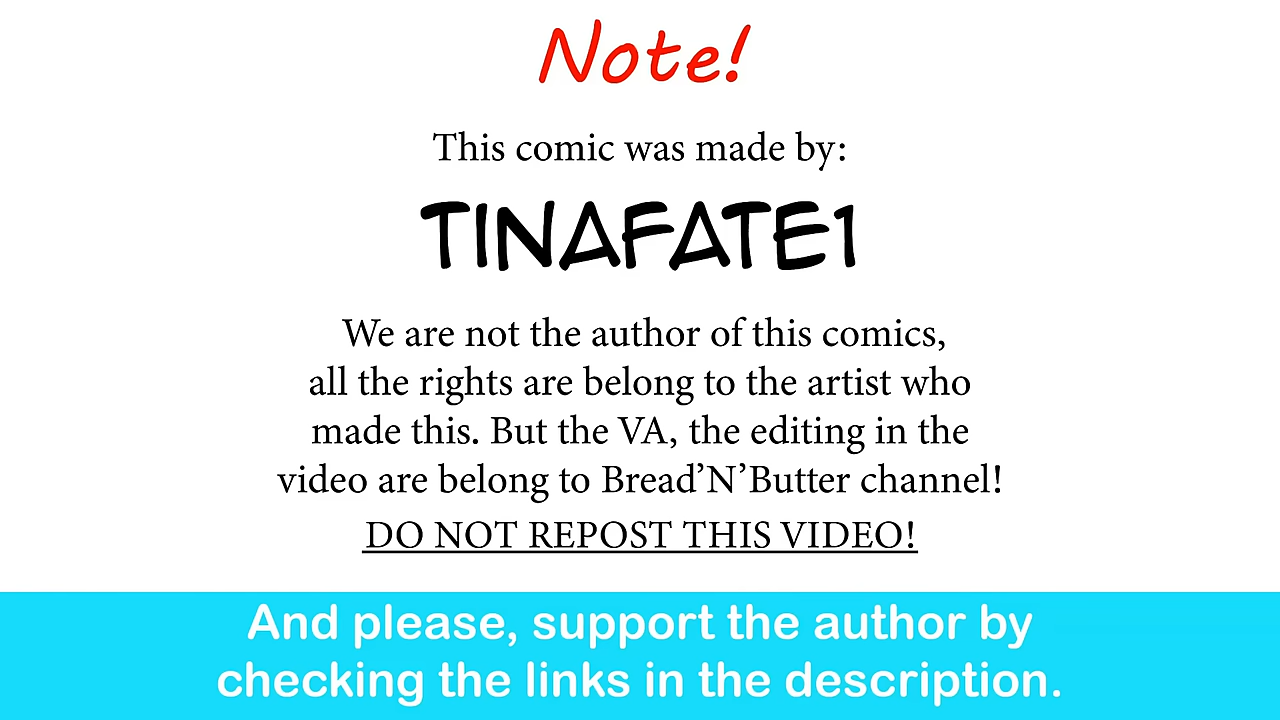 Note!
This comic was made by:
TINAFATE1
We are not the author of this comics,
all the rights are belong to the artist who
made this. But the VA, the editing in the
video are belong to Bread’N’Butter channel!
DO NOT REPOST THIS VIDEO!
And please, support the author by
checking the links in the description.